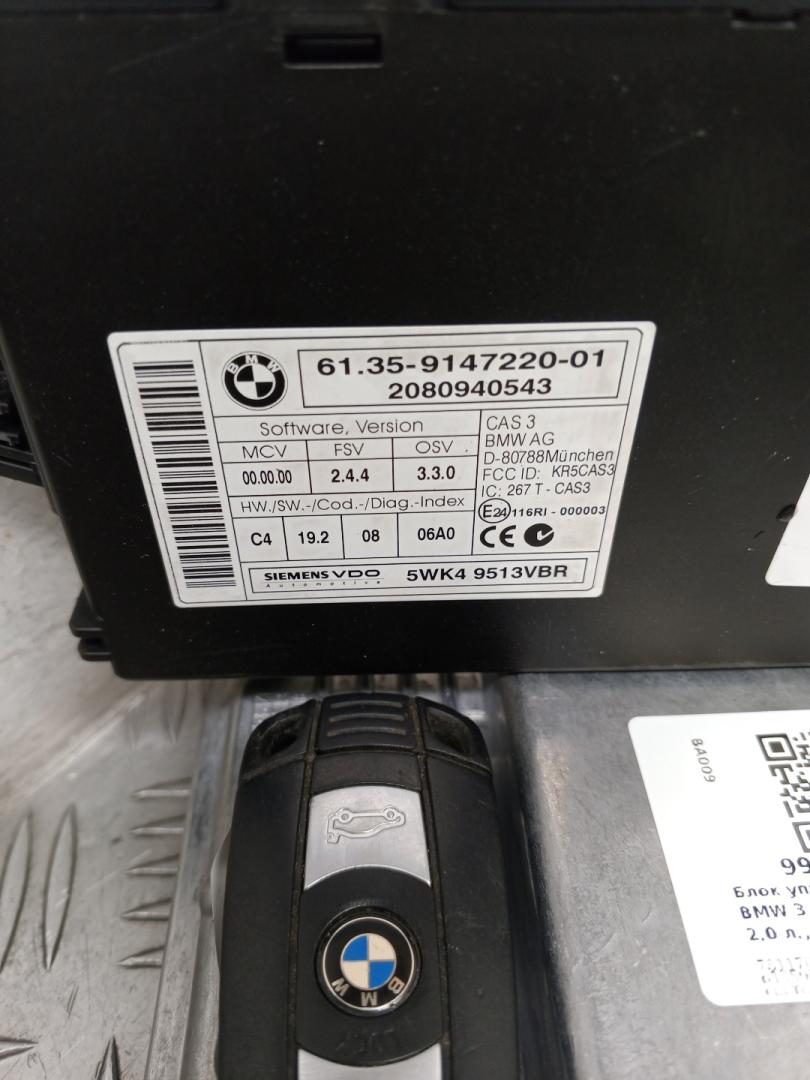 BMW
61.35-9147220-01
2080940543
Software, Version
MCV FSV OSV
00.00.00 2.4.4 3.3.0
HW./SW.-/Cod.-/Diag.-Index
C4 19.2 08 06A0
CAS 3
BMW AG
D-80788München
FCC ID: KR5CAS3
IC: 267 T - CAS3
E24 116RI - 000003
CE
SIEMENS VDO
Automotive
5WK4 9513VBR
BMW
BA009
99
Блок уп
BMW 3
2.0 л.,